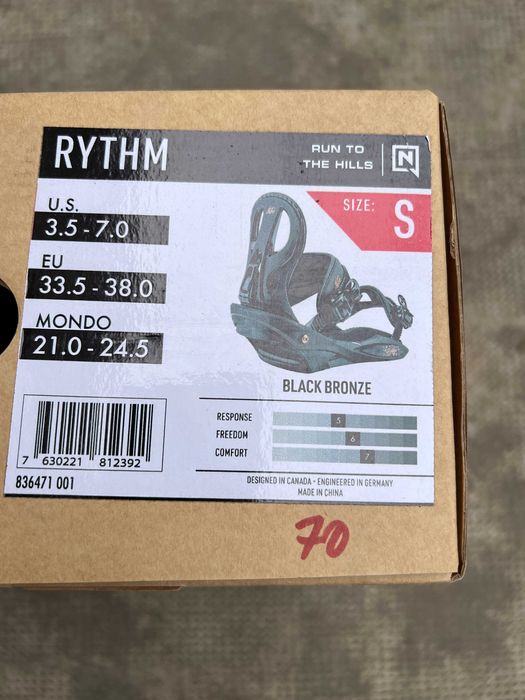 RYTHM
RUN TO
THE HILLS
N
U.S.
3.5 - 7.0
SIZE: S
EU
33.5 - 38.0
MONDO
21.0 - 24.5
BLACK BRONZE
RESPONSE 5
FREEDOM 6
COMFORT 7
7 630221 812392
836471 001
DESIGNED IN CANADA - ENGINEERED IN GERMANY
MADE IN CHINA
70